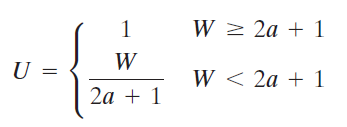 1 W ≥ 2a + 1
U = {
W
2a + 1 W < 2a + 1